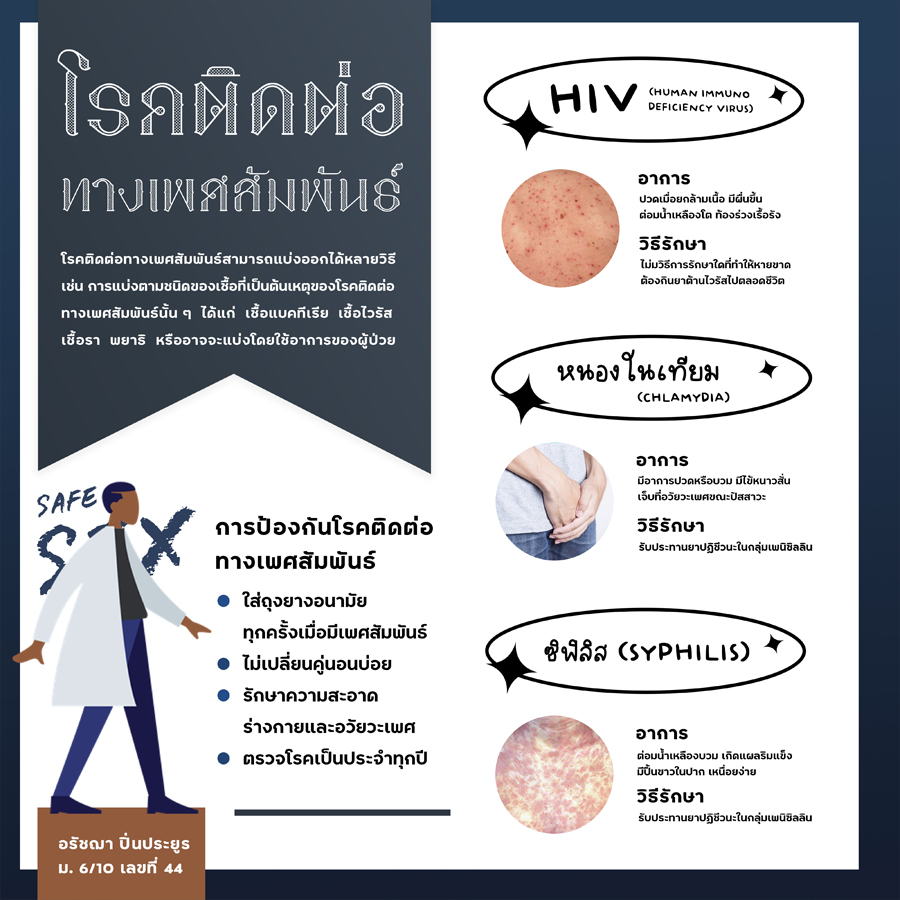 โรคติดต่อ
ทางเพศสัมพันธ์
โรคติดต่อทางเพศสัมพันธ์สามารถแบ่งออกได้หลายวิธี
เช่น การแบ่งตามชนิดของเชื้อที่เป็นต้นเหตุของโรคติดต่อ
ทางเพศสัมพันธ์นั้น ๆ ได้แก่ เชื้อแบคทีเรีย เชื้อไวรัส
เชื้อรา พยาธิ หรืออาจจะแบ่งโดยใช้อาการของผู้ป่วย
SAFE
SEX
การป้องกันโรคติดต่อ
ทางเพศสัมพันธ์
ใส่ถุงยางอนามัย
ทุกครั้งเมื่อมีเพศสัมพันธ์
ไม่เปลี่ยนคู่นอนบ่อย
รักษาความสะอาด
ร่างกายและอวัยวะเพศ
ตรวจโรคเป็นประจำทุกปี
อรัชฌา ปิ่นประยูร
ม. 6/10 เลขที่ 44
HIV (HUMAN IMMUNO
DEFICIENCY VIRUS)
อาการ
ปวดเมื่อยกล้ามเนื้อ มีผื่นขึ้น
ต่อมน้ำเหลืองโต ท้องร่วงเรื้อรัง
วิธีรักษา
ไม่มวิธีการรักษาใดที่ทำให้หายขาด
ต้องกินยาต้านไวรัสไปตลอดชีวิต
หนองในเทียม
(CHLAMYDIA)
อาการ
มีอาการปวดหรือบวม มีไข้หนาวสั่น
เจ็บที่อวัยวะเพศขณะปัสสาวะ
วิธีรักษา
รับประทานยาปฏิชีวนะในกลุ่มเพนิซิลลิน
ซิฟิลิส (SYPHILIS)
อาการ
ต่อมน้ำเหลืองบวม เกิดแผลริมแข็ง
มีปื้นขาวในปาก เหนื่อยง่าย
วิธีรักษา
รับประทานยาปฏิชีวนะในกลุ่มเพนิซิลลิน